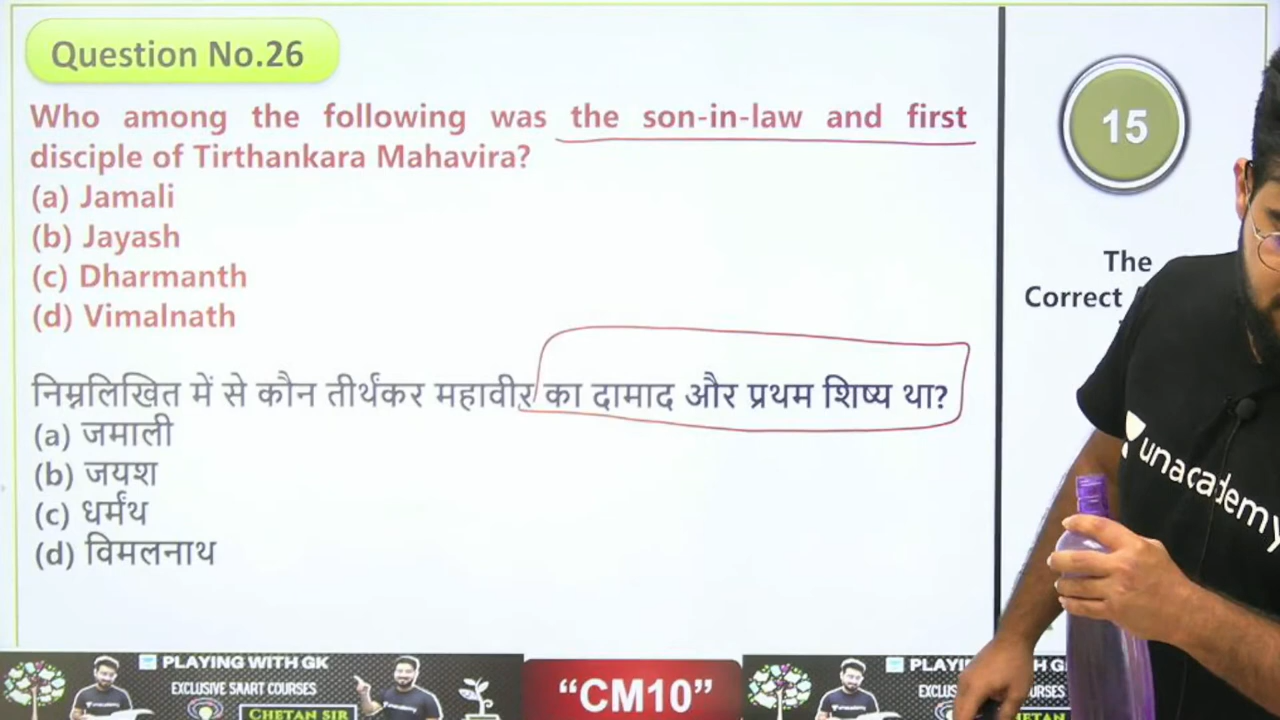 Question No.26
Who among the following was the son-in-law and first
disciple of Tirthankara Mahavira?
(a) Jamali
(b) Jayash
(c) Dharmanth
(d) Vimalnath
निम्नलिखित में से कौन तीर्थंकर महावीर का दामाद और प्रथम शिष्य था?
(a) जमाली
(b) जयश
(c) धर्मंथ
(d) विमलनाथ
15
The
Correct
unacademy
PLAYING WITH GK
EXCLUSIVE SAART COURSES
CHETAN SIR
“CM10”